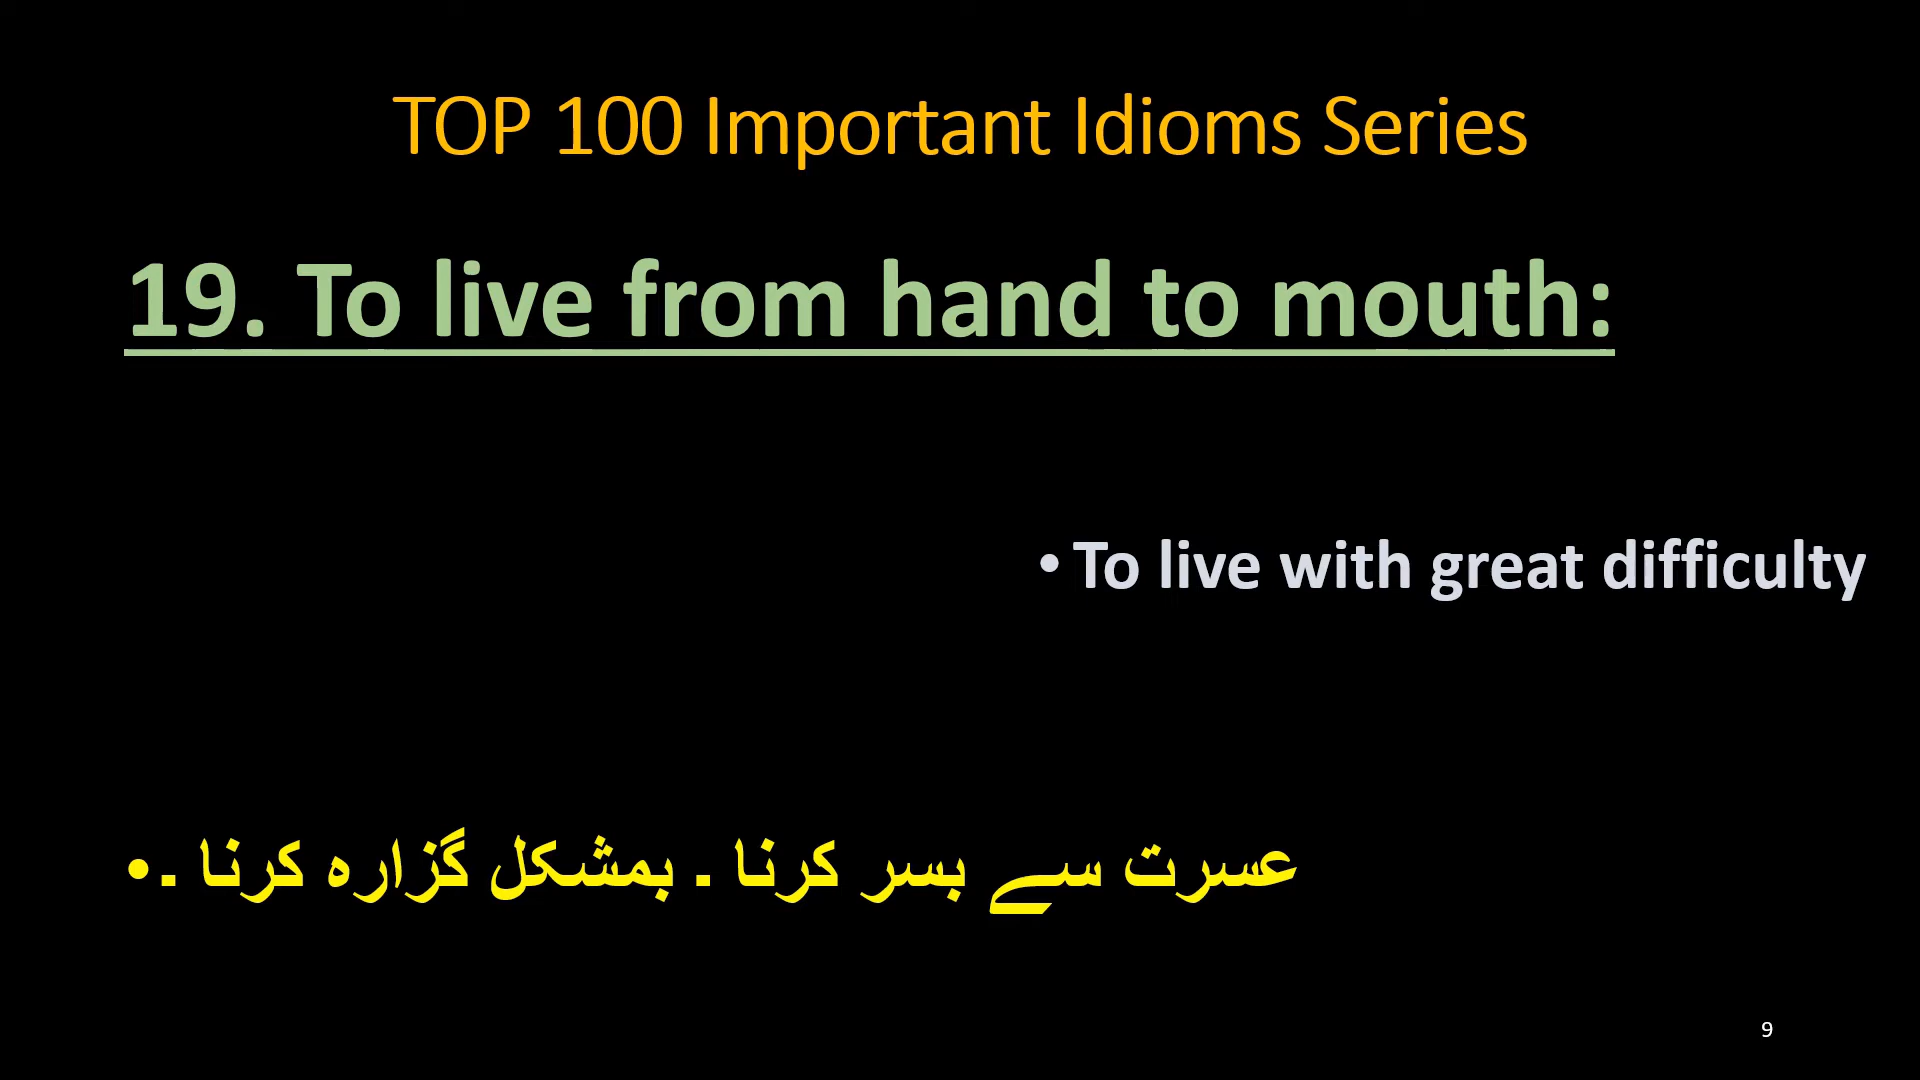 TOP 100 Important Idioms Series
19. To live from hand to mouth:
• To live with great difficulty
• عسرت سے بسر کرنا ۔ بمشکل گزارہ کرنا ۔
9